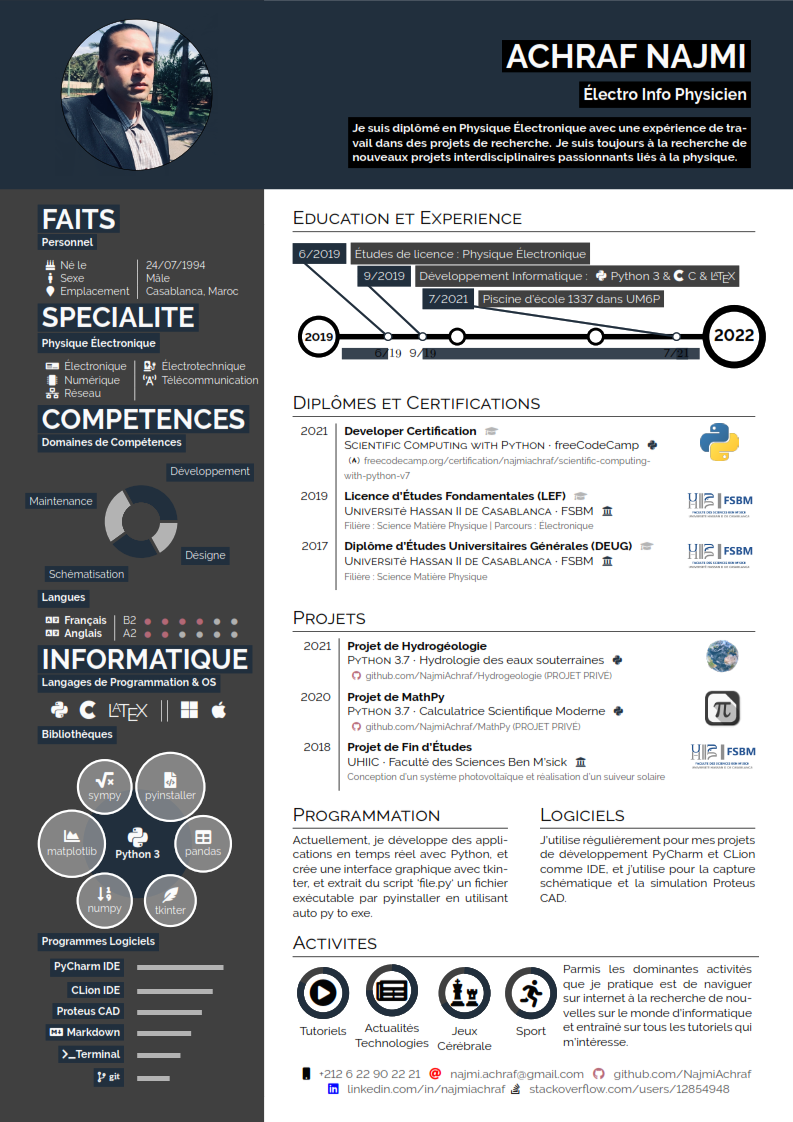 ACHRAF NAJMI
Électro Info Physicien
Je suis diplômé en Physique Électronique avec une expérience de tra-
vail dans des projets de recherche. Je suis toujours à la recherche de
nouveaux projets interdisciplinaires passionnants liés à la physique.
FAITS
Personnel
Né le 24/07/1994
Sexe Mâle
Emplacement Casablanca, Maroc
SPECIALITE
Physique Électronique
Électronique Électrotechnique
Numérique Télécommunication
Réseau
COMPETENCES
Domaines de Compétences
Développement
Maintenance
Dèsigne
Schématisation
Langues
Français B2
Anglais A2
INFORMATIQUE
Langages de Programmation & OS
LATEX
Bibliothèques
sympy pyinstaller
matplotlib Python 3 pandas
numpy tkinter
Programmes Logiciels
PyCharm IDE
CLion IDE
Proteus CAD
Markdown
Terminal
git
EDUCATION ET EXPERIENCE
6/2019 Études de licence : Physique Électronique
9/2019 Développement Informatique : Python 3 & C & LATEX
7/2021 Piscine d'école 1337 dans UM6P
2019 2022
6/19 9/19 7/21
DIPLÔMES ET CERTIFICATIONS
2021 Developer Certification
SCIENTIFIC COMPUTING WITH PYTHON · freeCodeCamp
(A) freecodecamp.org/certification/najmiachraf/scientific-computing-
with-python-v7
2019 Licence d'Études Fondamentales (LEF)
UNIVERSITÉ HASSAN II DE CASABLANCA · FSBM
Filière : Science Matière Physique | Parcours : Électronique
FSBM
2017 Diplôme d'Études Universitaires Générales (DEUG)
UNIVERSITÉ HASSAN II DE CASABLANCA · FSBM
Filière : Science Matière Physique
FSBM
PROJETS
2021 Projet de Hydrogéologie
PYTHON 3.7 · Hydrologie des eaux souterraines
github.com/NajmiAchraf/Hydrogeologie (PROJET PRIVÉ)
2020 Projet de MathPy
PYTHON 3.7 · Calculatrice Scientifique Moderne
github.com/NajmiAchraf/MathPy (PROJET PRIVÉ)
π
2018 Projet de Fin d'Études
UHIIC · Faculté des Sciences Ben M'sick
Conception d'un système photovoltaïque et réalisation d'un suiveur solaire
FSBM
PROGRAMMATION
Actuellement, je développe des appli-
cations en temps réel avec Python, et
crée une interface graphique avec tkin-
ter, et extrait du script 'file.py' un fichier
exécutable par pyinstaller en utilisant
auto py to exe.
LOGICIELS
J'utilise régulièrement pour mes projets
de développement PyCharm et CLion
comme IDE, et j'utilise pour la capture
schématique et la simulation Proteus
CAD.
ACTIVITES
Tutoriels
Actualités
Technologies
Jeux
Cérébrale
Sport
Parmis les dominantes activités
que je pratique est de naviguer
sur internet à la recherche de nou-
velles sur le monde d'informatique
et entraîné sur tous les tutoriels qui
m'intéresse.
+212 6 22 90 22 21 najmi.achraf@gmail.com github.com/NajmiAchraf
linkedin.com/in/najmiachraf stackoverflow.com/users/12854948